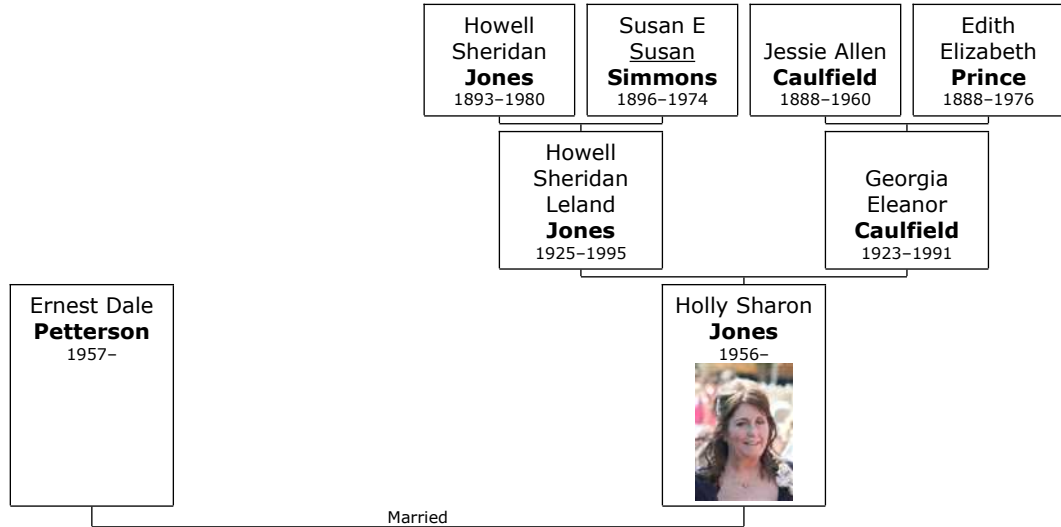 Howell
Sheridan
Jones
1893–1980
Susan E
Susan
Simmons
1896–1974
Jessie Allen
Caulfield
1888–1960
Edith
Elizabeth
Prince
1888–1976
Howell
Sheridan
Leland
Jones
1925–1995
Georgia
Eleanor
Caulfield
1923–1991
Ernest Dale
Petterson
1957–
Holly Sharon
Jones
1956–
Married